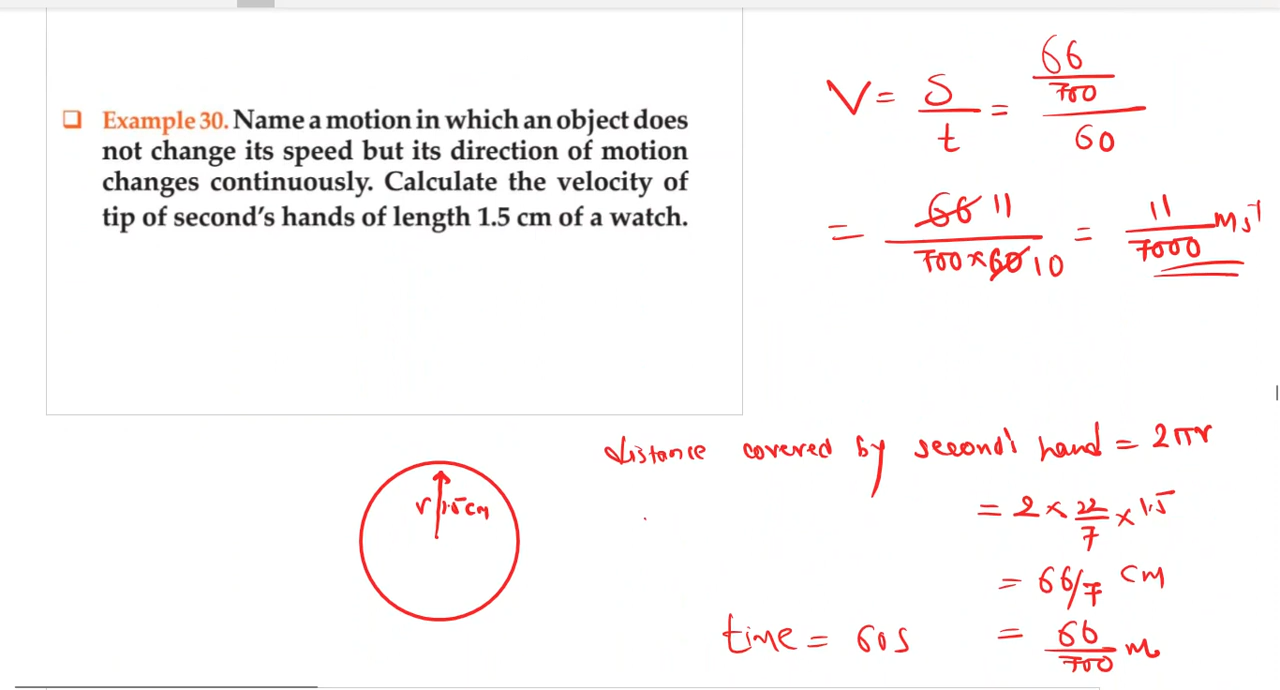 ❑ Example 30. Name a motion in which an object does
not change its speed but its direction of motion
changes continuously. Calculate the velocity of
tip of second's hands of length 1.5 cm of a watch.
V = S/t = (66/700)/60
= 66 11 / 700 × 60 10 = 11/7000 ms⁻¹
r 1.5 cm
distance covered by second's hand = 2πr
= 2 × 22/7 × 1.5
= 66/7 cm
= 66/700 m
time = 60 s